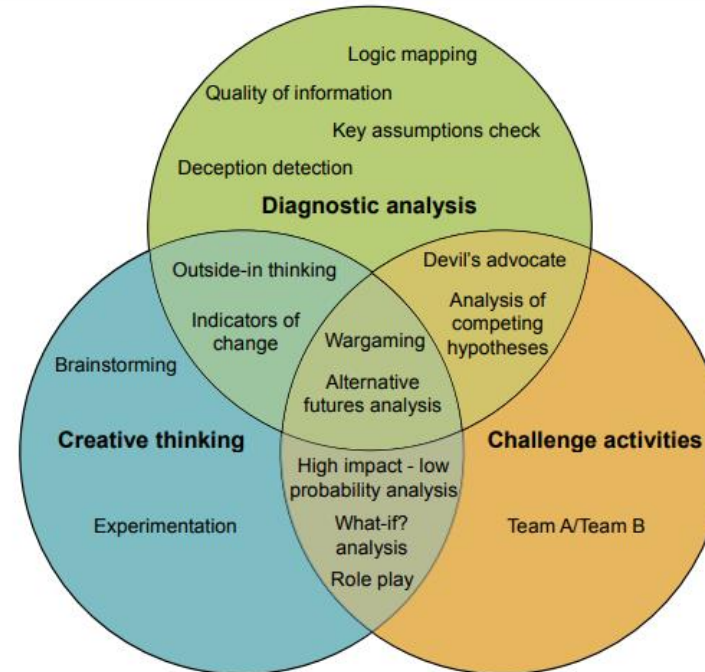 Logic mapping
Quality of information
Key assumptions check
Deception detection
Diagnostic analysis
Outside-in thinking
Indicators of
change
Devil's advocate
Analysis of
competing
hypotheses
Wargaming
Alternative
futures analysis
Brainstorming
Creative thinking
Experimentation
Challenge activities
Team A/Team B
High impact - low
probability analysis
What-if?
analysis
Role play